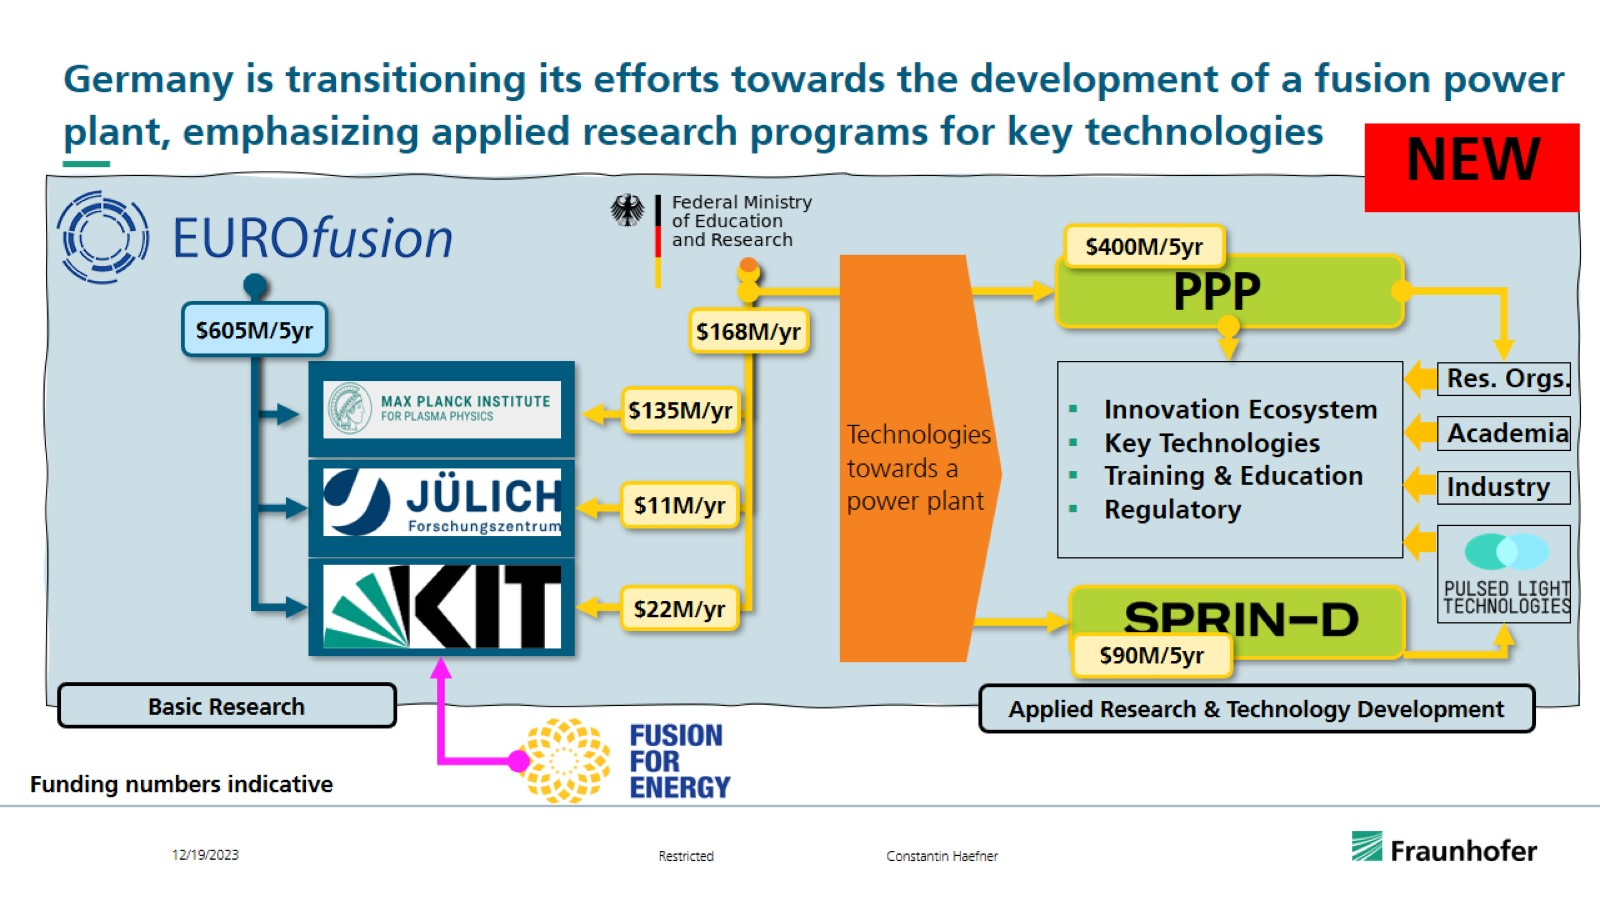 Germany is transitioning its efforts towards the development of a fusion power
plant, emphasizing applied research programs for key technologies
NEW
EUROfusion
Federal Ministry
of Education
and Research
$605M/5yr
$168M/yr
MAX PLANCK INSTITUTE
FOR PLASMA PHYSICS
$135M/yr
JÜLICH
Forschungszentrum
$11M/yr
KIT
$22M/yr
Basic Research
FUSION
FOR
ENERGY
Technologies
towards a
power plant
$400M/5yr
PPP
▪ Innovation Ecosystem
▪ Key Technologies
▪ Training & Education
▪ Regulatory
Res. Orgs.
Academia
Industry
PULSED LIGHT
TECHNOLOGIES
SPRIN-D
$90M/5yr
Applied Research & Technology Development
Funding numbers indicative
12/19/2023
Restricted
Constantin Haefner
Fraunhofer